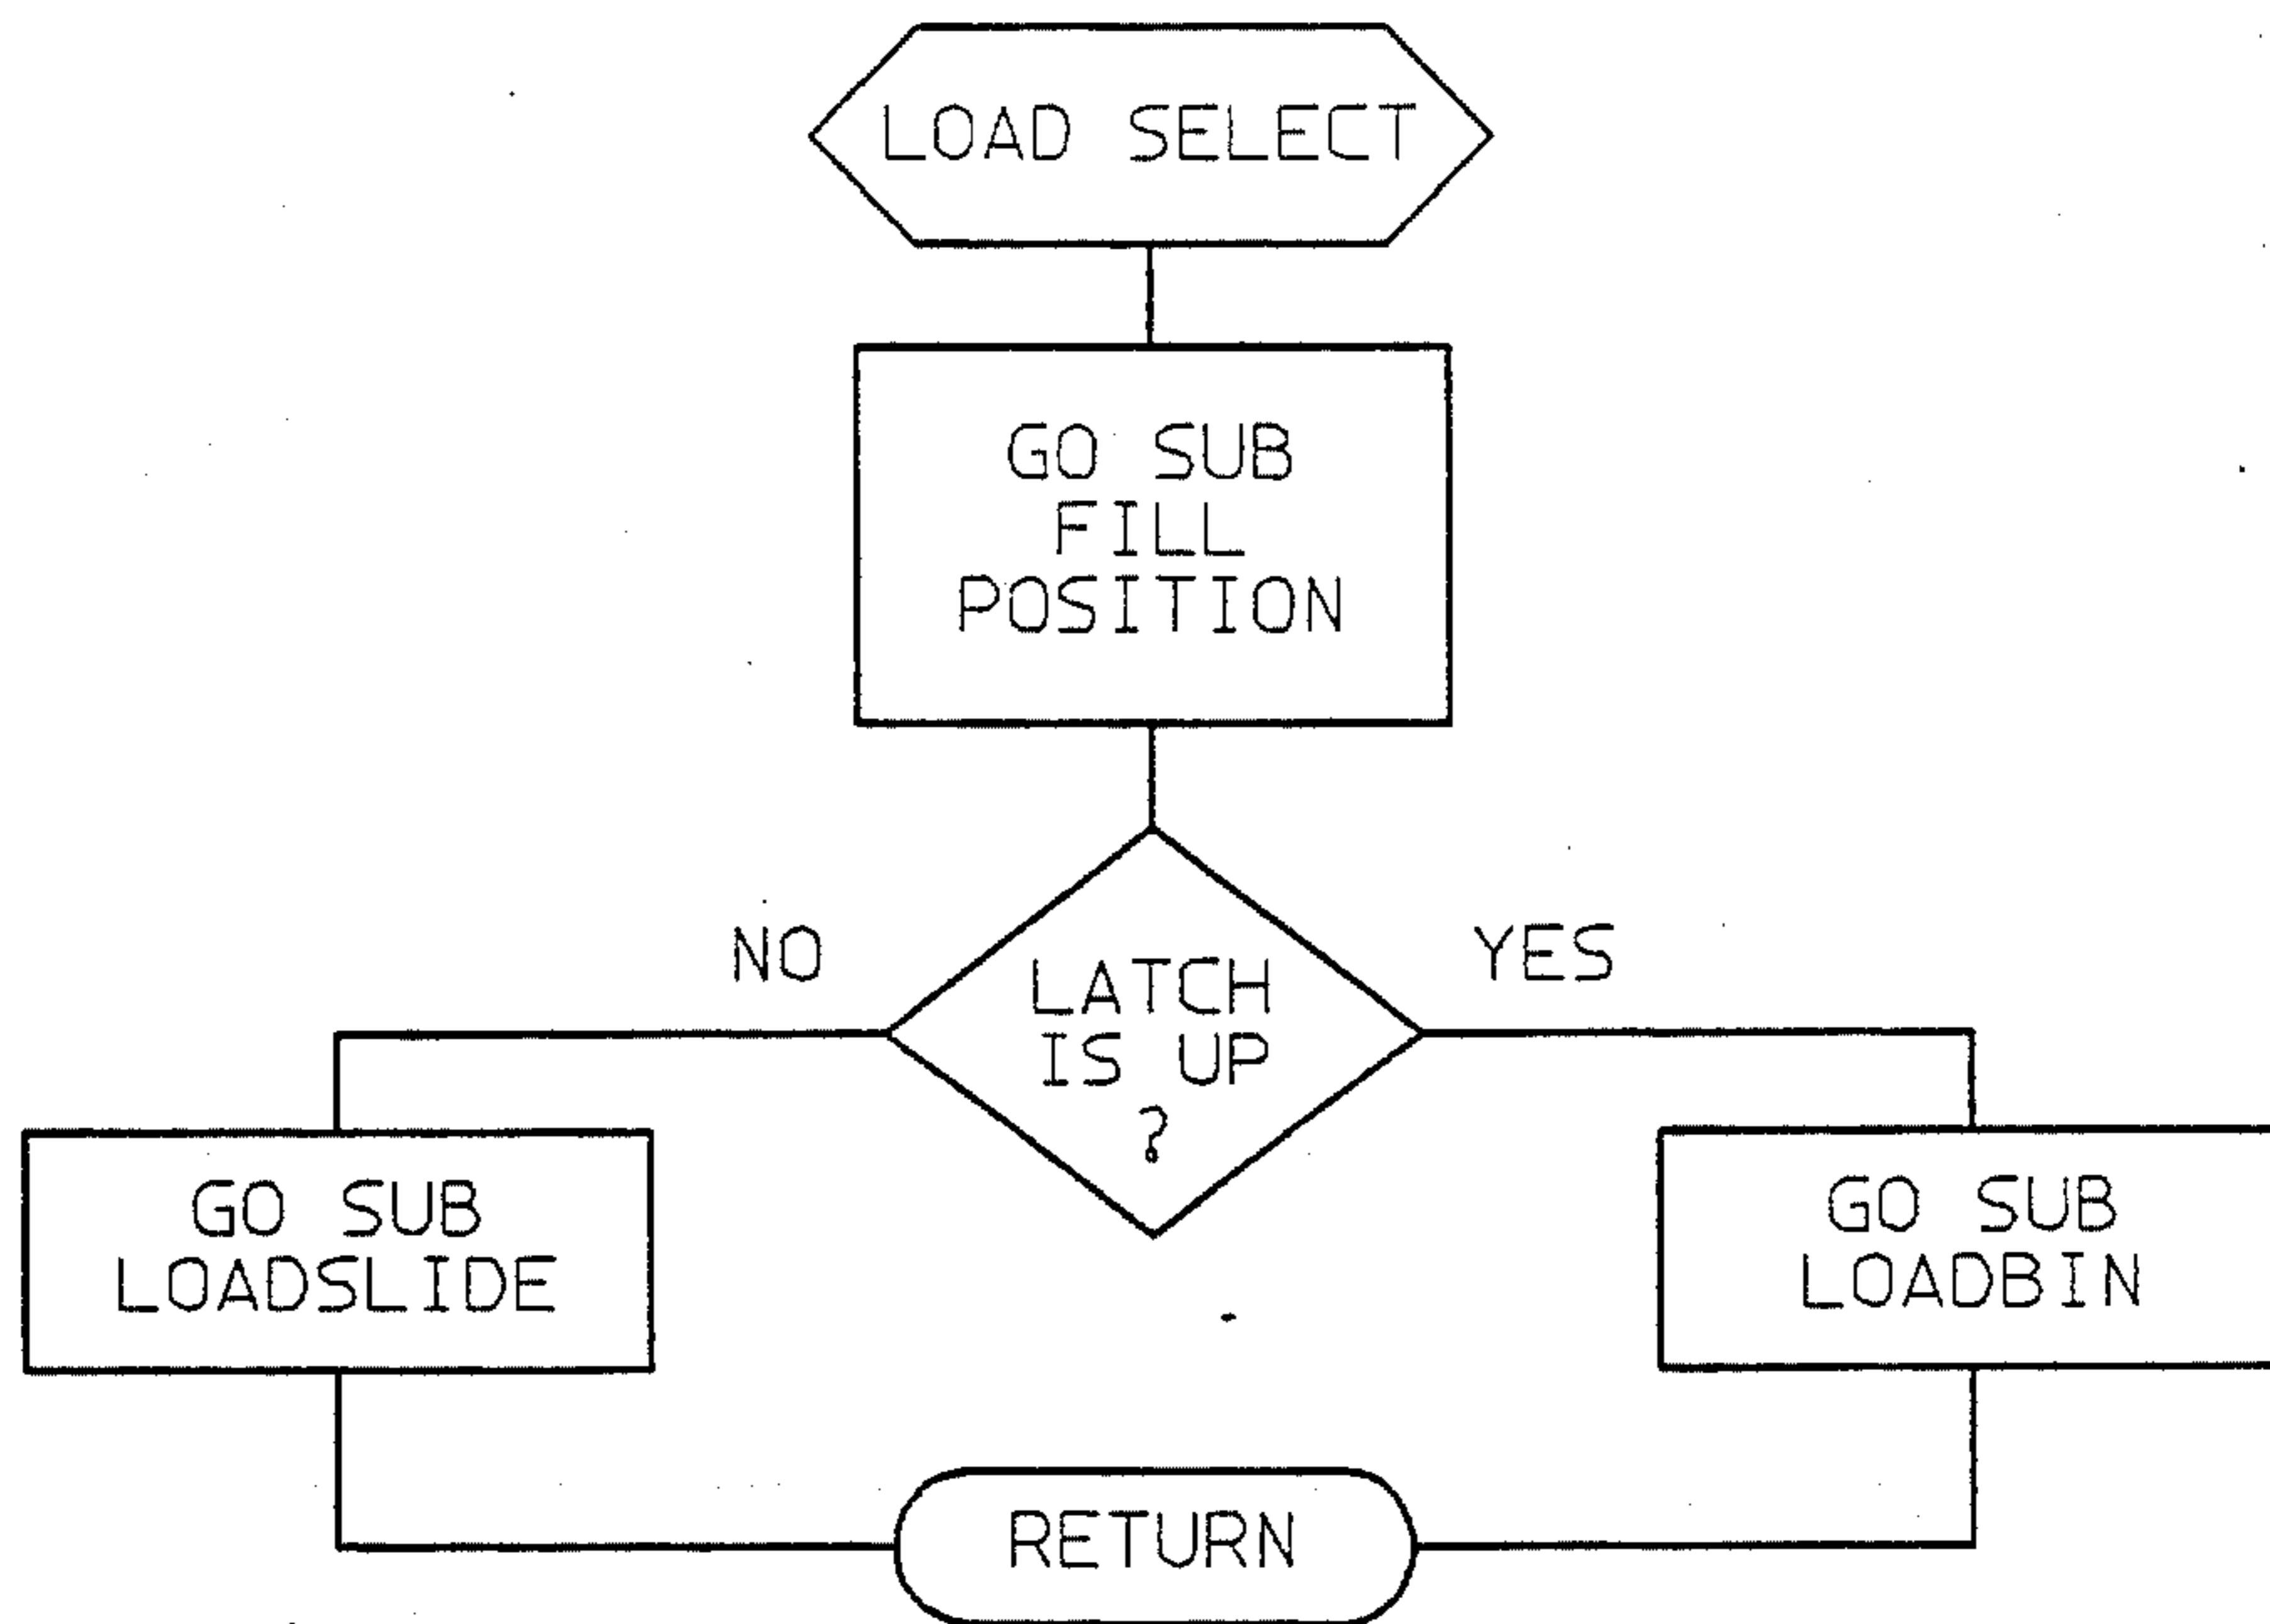 LOAD SELECT
GO SUB
FILL
POSITION
NO
YES
LATCH
IS UP
?
GO SUB
LOADSLIDE
GO SUB
LOADBIN
RETURN